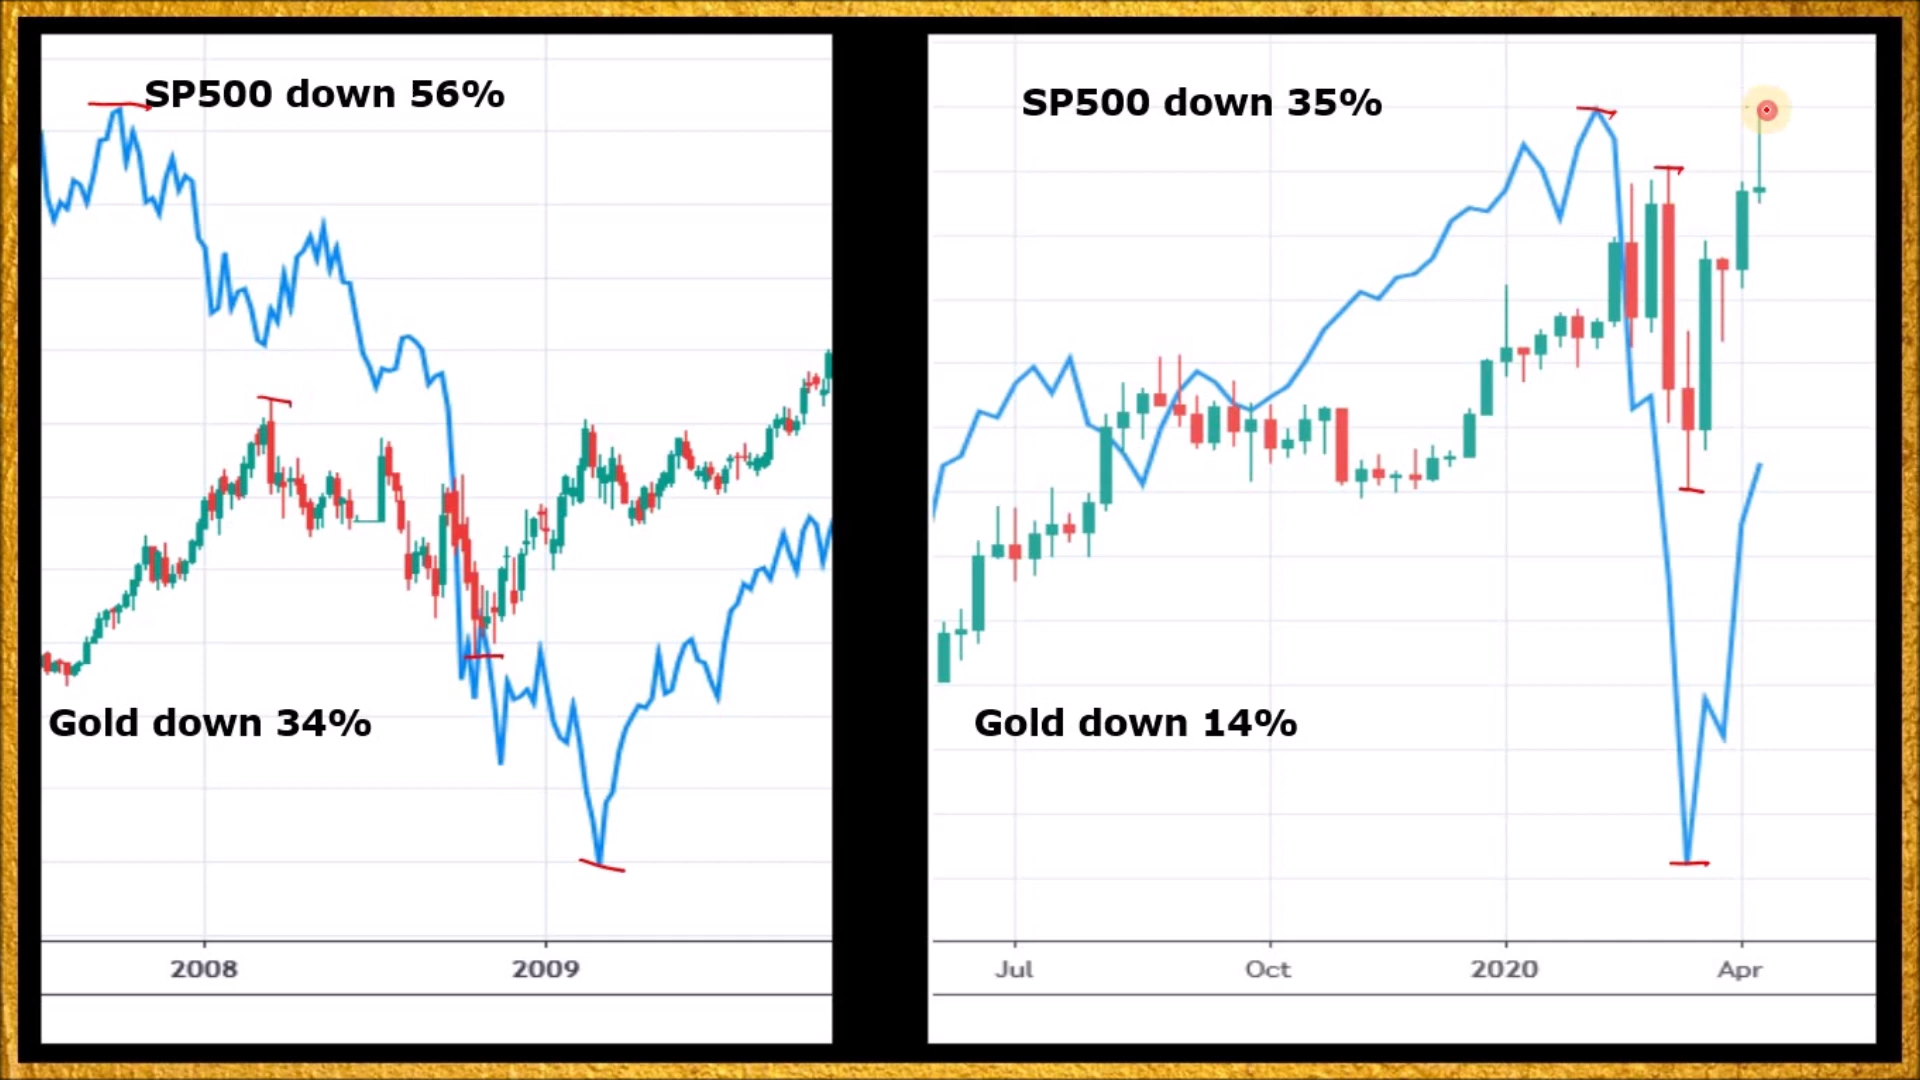 SP500 down 56%
Gold down 34%
2008 2009
SP500 down 35%
Gold down 14%
Jul Oct 2020 Apr